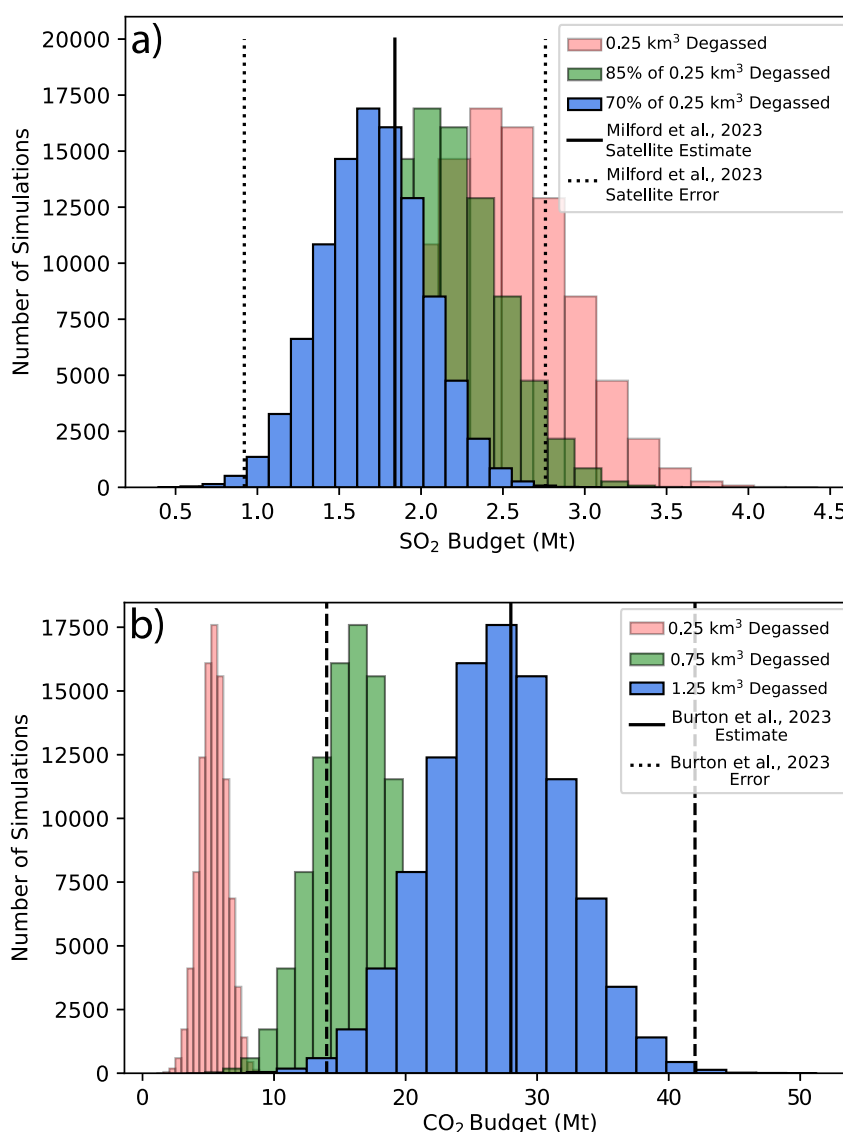 a)
20000
17500
15000
12500
10000
7500
5000
2500
0
Number of Simulations
0.25 km³ Degassed
85% of 0.25 km³ Degassed
70% of 0.25 km³ Degassed
Milford et al., 2023
Satellite Estimate
Milford et al., 2023
Satellite Error
0.5 1.0 1.5 2.0 2.5 3.0 3.5 4.0 4.5
SO₂ Budget (Mt)
b)
17500
15000
12500
10000
7500
5000
2500
0
Number of Simulations
0.25 km³ Degassed
0.75 km³ Degassed
1.25 km³ Degassed
Burton et al., 2023
Estimate
Burton et al., 2023
Error
0 10 20 30 40 50
CO₂ Budget (Mt)